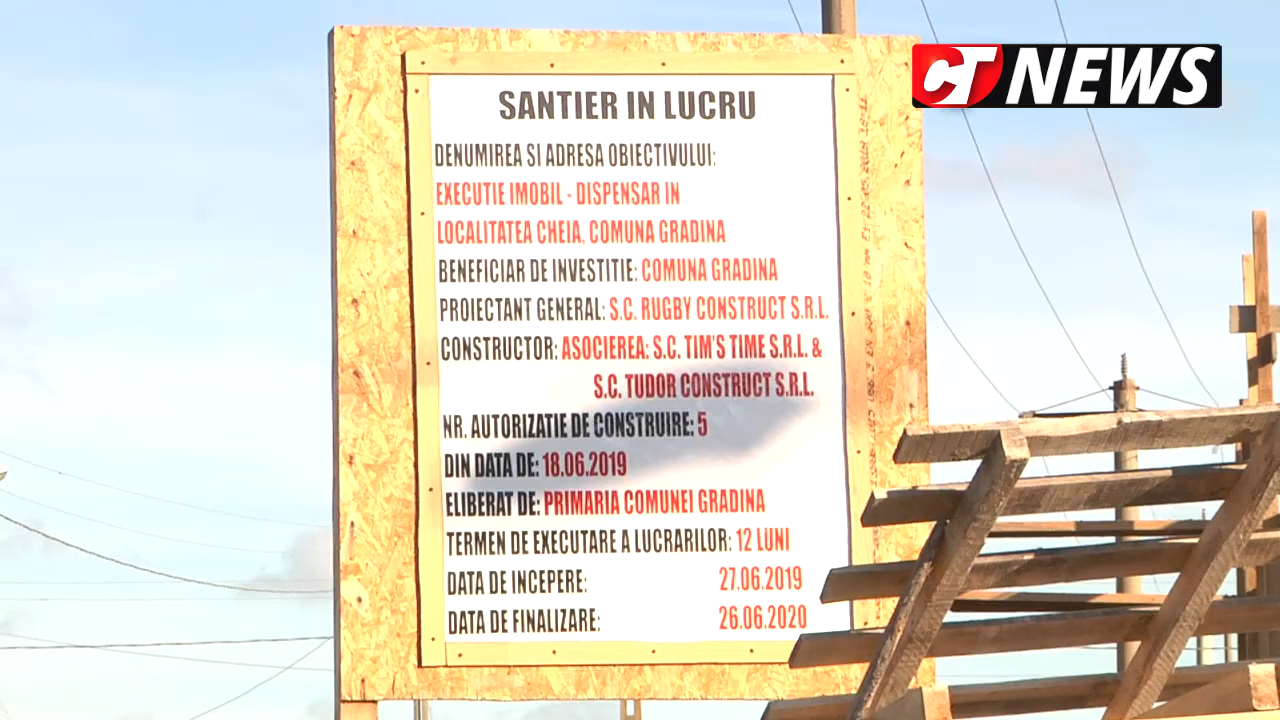 CT NEWS
SANTIER IN LUCRU
DENUMIREA SI ADRESA OBIECTIVULUI:
EXECUTIE IMOBIL - DISPENSAR IN
LOCALITATEA CHEIA, COMUNA GRADINA
BENEFICIAR DE INVESTITIE: COMUNA GRADINA
PROIECTANT GENERAL: S.C. RUGBY CONSTRUCT S.R.L.
CONSTRUCTOR: ASOCIEREA: S.C. TIM'S TIME S.R.L. &
S.C. TUDOR CONSTRUCT S.R.L.
NR. AUTORIZATIE DE CONSTRUIRE: 5
DIN DATA DE: 18.06.2019
ELIBERAT DE: PRIMARIA COMUNEI GRADINA
TERMEN DE EXECUTARE A LUCRARILOR: 12 LUNI
DATA DE INCEPERE: 27.06.2019
DATA DE FINALIZARE: 26.06.2020